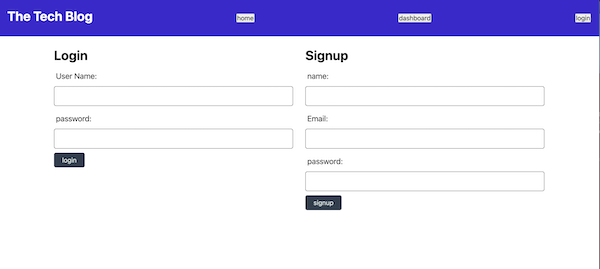 The Tech Blog
home
dashboard
login
Login
User Name:
password:
login
Signup
name:
Email:
password:
signup